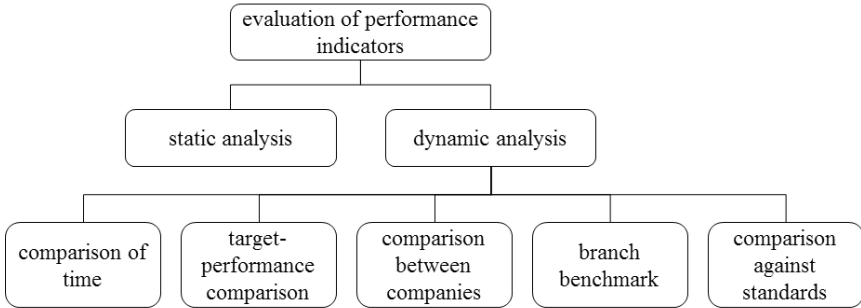 evaluation of performance
indicators
static analysis
dynamic analysis
comparison of
time
target-
performance
comparison
comparison
between
companies
branch
benchmark
comparison
against
standards